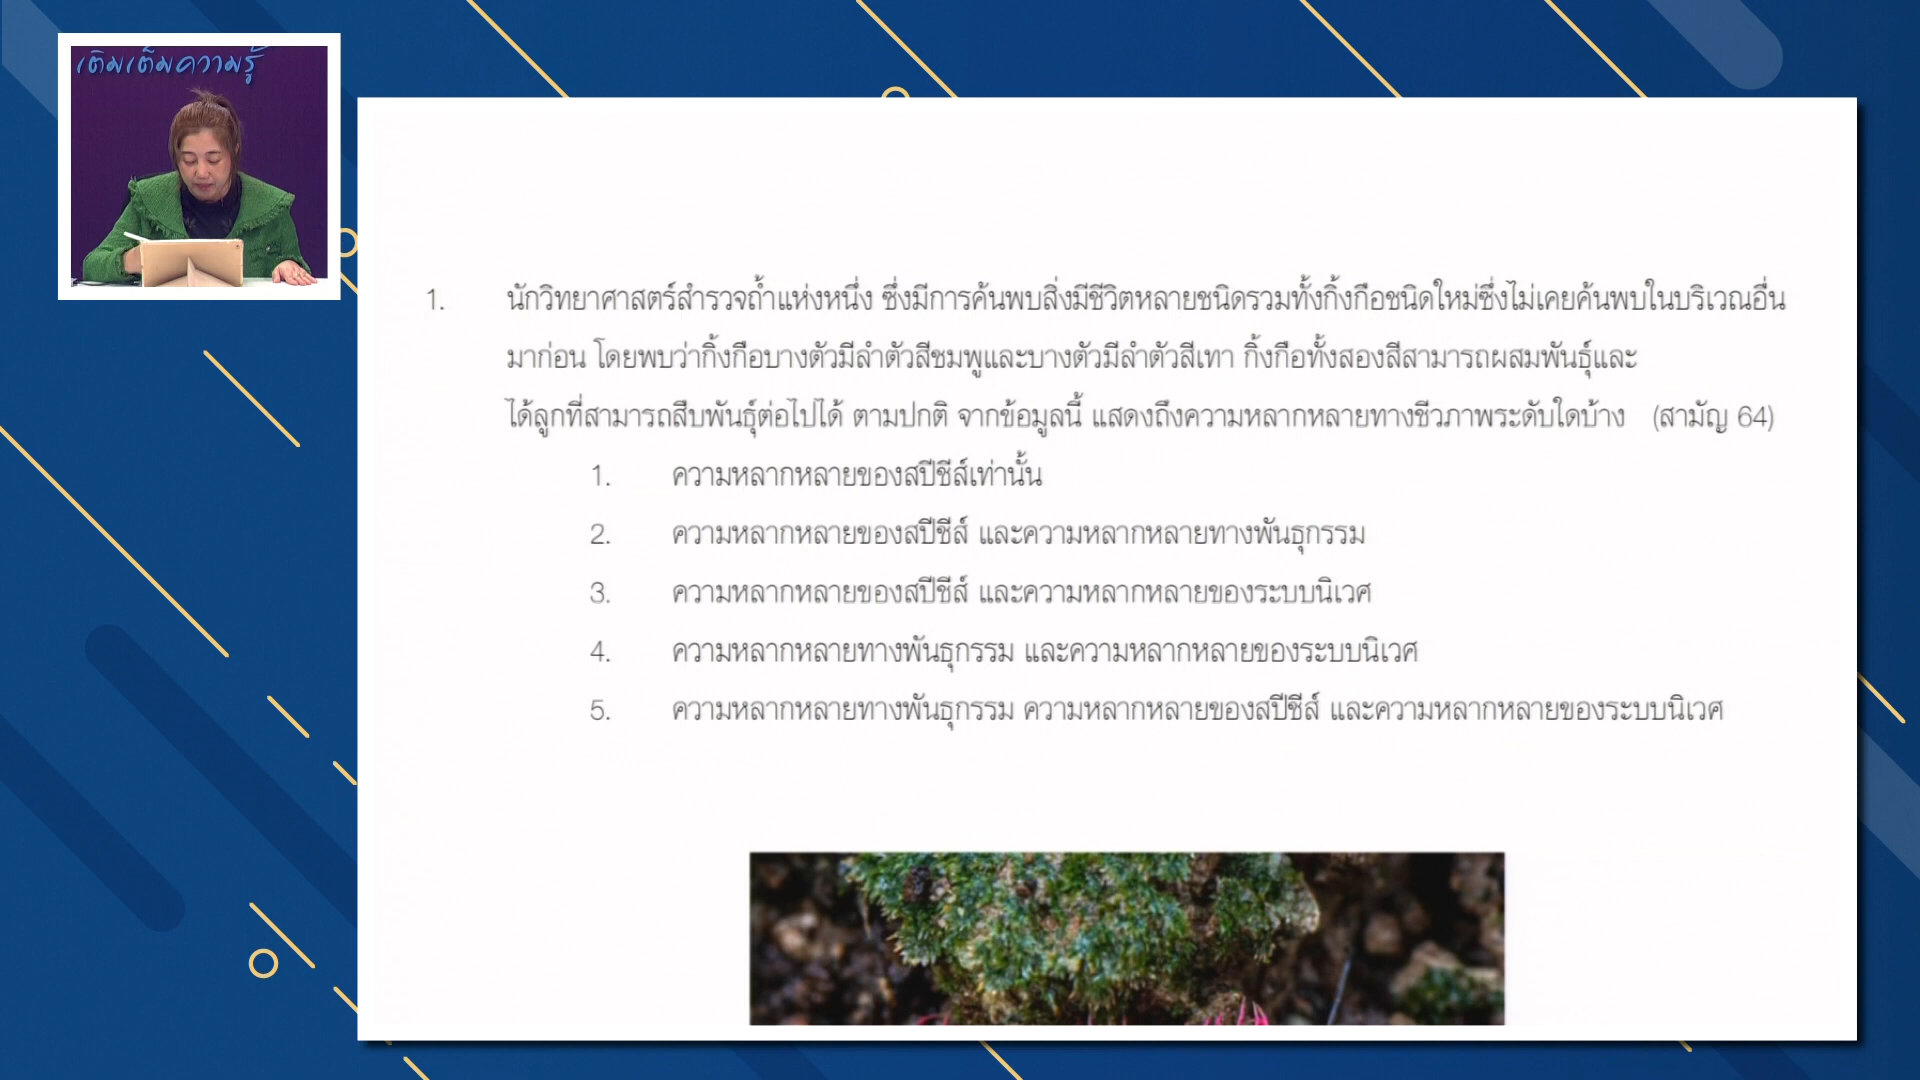 เติมเต็มความรู้
1. นักวิทยาศาสตร์สำรวจถ้ำแห่งหนึ่ง ซึ่งมีการค้นพบสิ่งมีชีวิตหลายชนิดรวมทั้งกิ้งกือชนิดใหม่ซึ่งไม่เคยค้นพบในบริเวณอื่น
มาก่อน โดยพบว่ากิ้งกือบางตัวมีลำตัวสีชมพูและบางตัวมีลำตัวสีเทา กิ้งกือทั้งสองสีสามารถผสมพันธุ์และ
ได้ลูกที่สามารถสืบพันธุ์ต่อไปได้ ตามปกติ จากข้อมูลนี้ แสดงถึงความหลากหลายทางชีวภาพระดับใดบ้าง (สามัญ 64)
1. ความหลากหลายของสปีชีส์เท่านั้น
2. ความหลากหลายของสปีชีส์ และความหลากหลายทางพันธุกรรม
3. ความหลากหลายของสปีชีส์ และความหลากหลายของระบบนิเวศ
4. ความหลากหลายทางพันธุกรรม และความหลากหลายของระบบนิเวศ
5. ความหลากหลายทางพันธุกรรม ความหลากหลายของสปีชีส์ และความหลากหลายของระบบนิเวศ